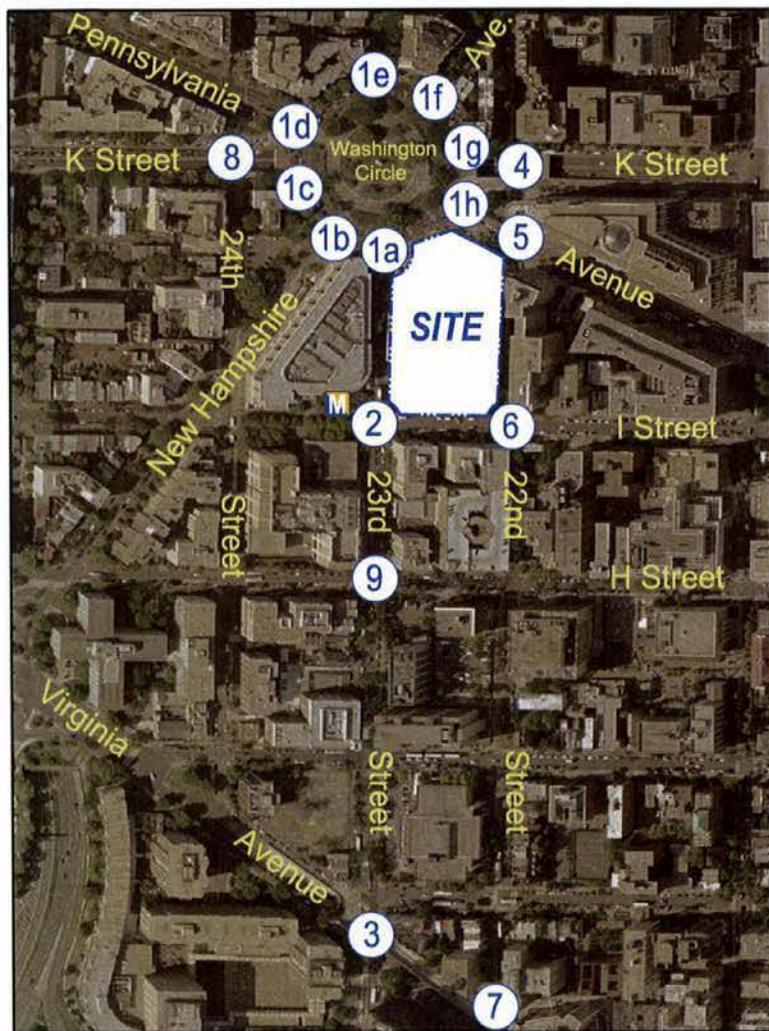 Pennsylvania
Ave.
1e
1f
1d
Washington
Circle
1g
K Street
8
4
K Street
1c
1h
1b
1a
5
24th
Avenue
SITE
New Hampshire
M
2
6
I Street
23rd
22nd
Street
9
H Street
Virginia
Street
Street
Avenue
3
7